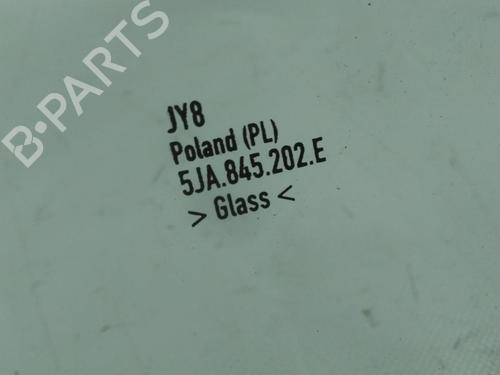 B-PARTS
JY8
Poland (PL)
5JA.845.202.E
> Glass <